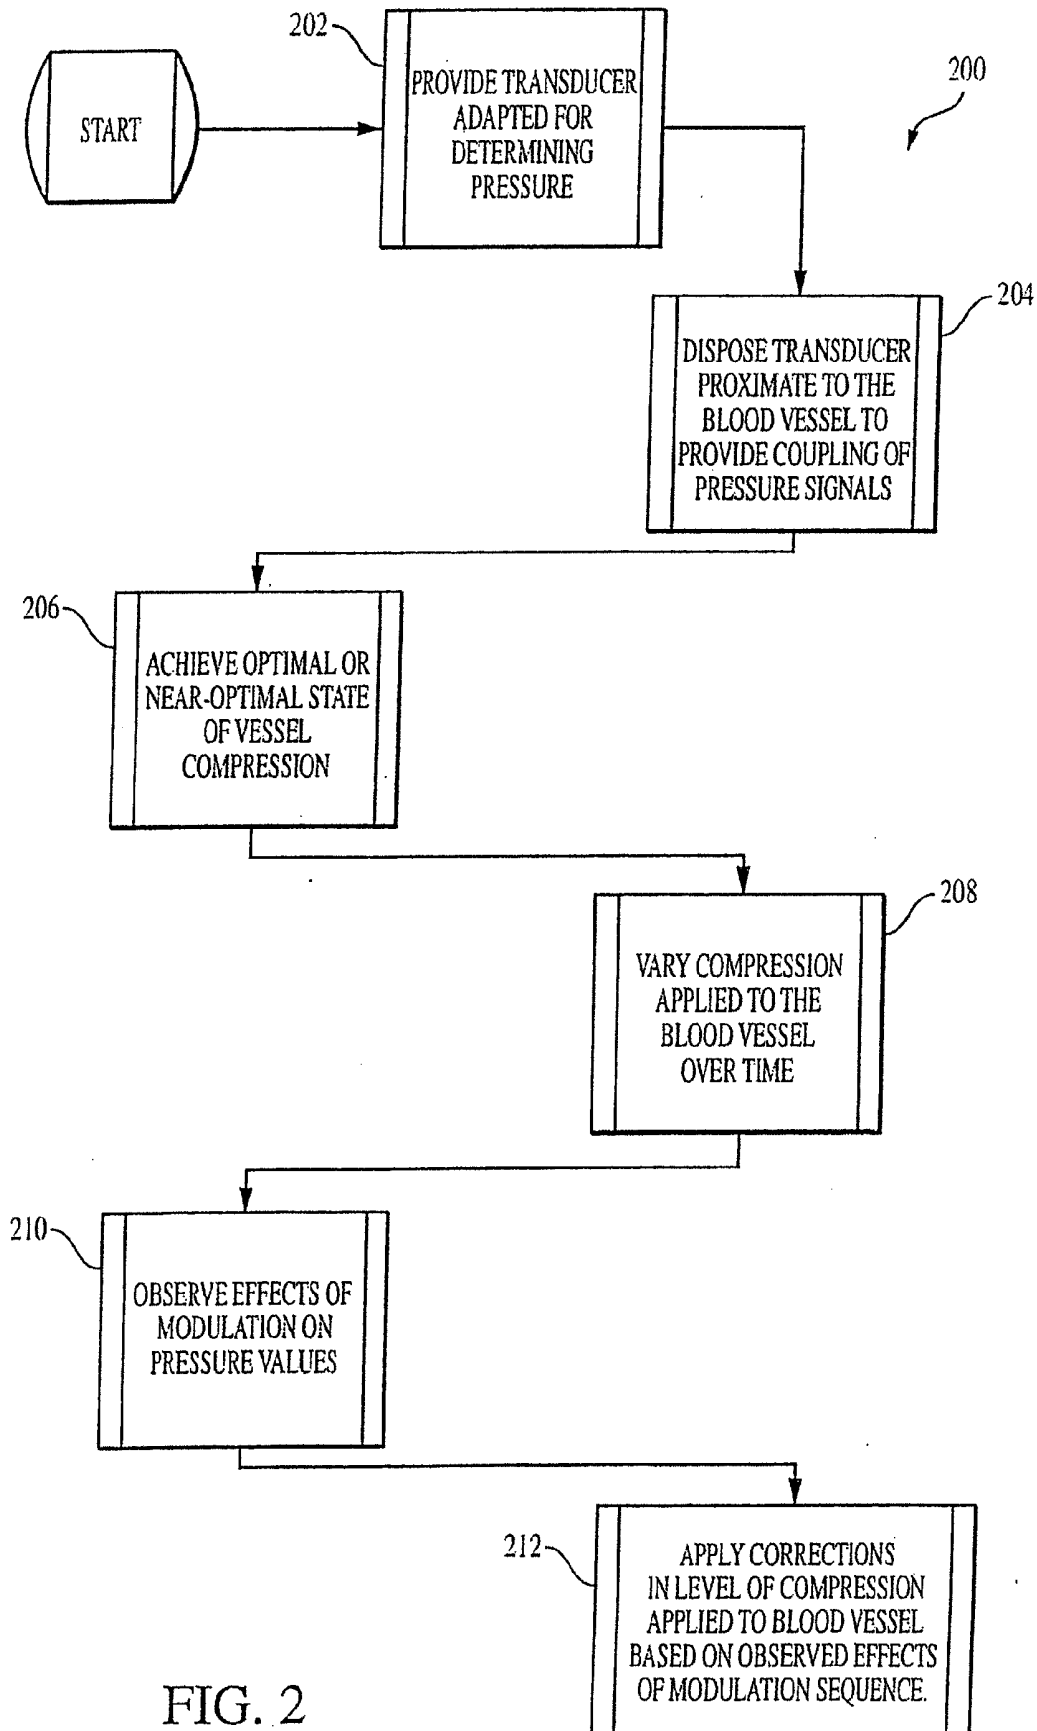 202
START
PROVIDE TRANSDUCER
ADAPTED FOR
DETERMINING
PRESSURE
200
204
DISPOSE TRANSDUCER
PROXIMATE TO THE
BLOOD VESSEL TO
PROVIDE COUPLING OF
PRESSURE SIGNALS
206
ACHIEVE OPTIMAL OR
NEAR-OPTIMAL STATE
OF VESSEL
COMPRESSION
208
VARY COMPRESSION
APPLIED TO THE
BLOOD VESSEL
OVER TIME
210
OBSERVE EFFECTS OF
MODULATION ON
PRESSURE VALUES
212
APPLY CORRECTIONS
IN LEVEL OF COMPRESSION
APPLIED TO BLOOD VESSEL
BASED ON OBSERVED EFFECTS
OF MODULATION SEQUENCE.
FIG. 2